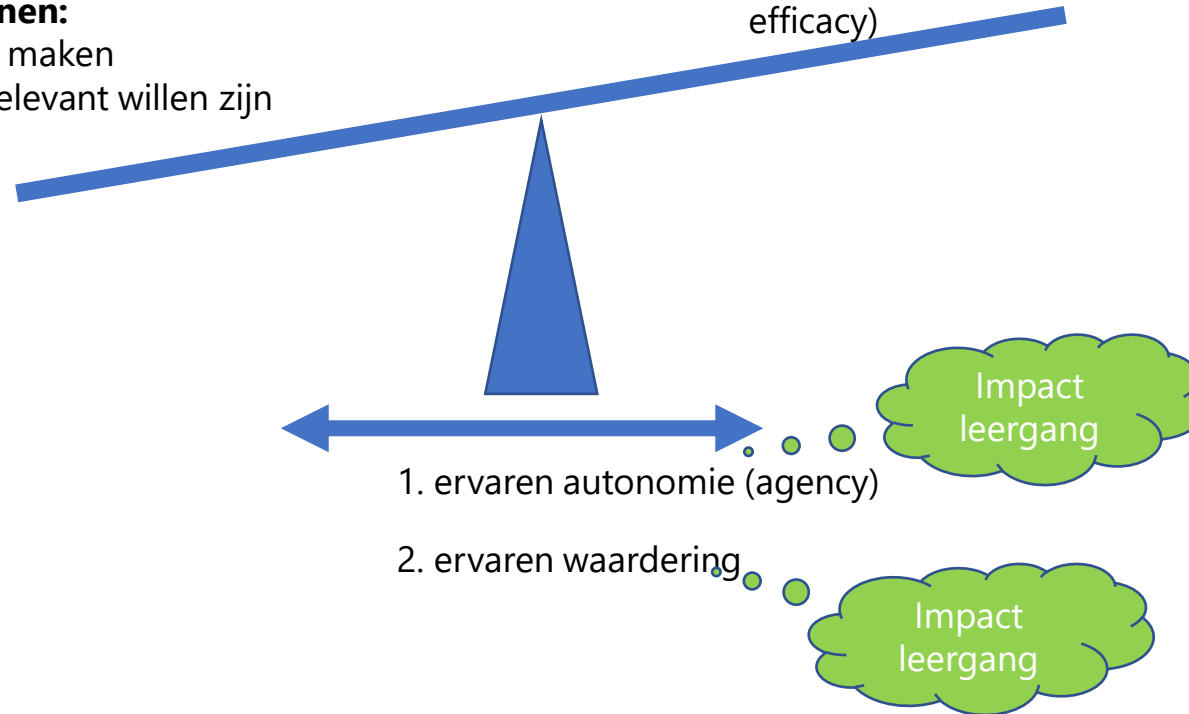 nen:
maken
elevant willen zijn
efficacy)
Impact
leergang
1. ervaren autonomie (agency)
2. ervaren waardering
Impact
leergang